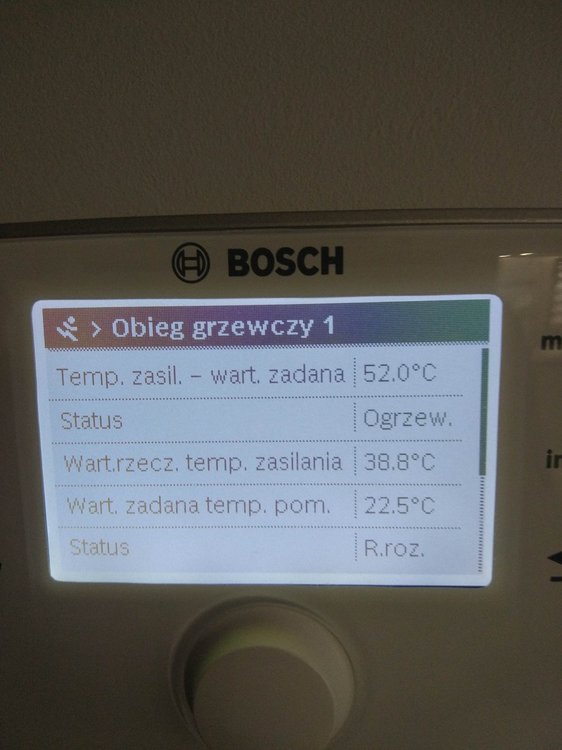 BOSCH
> Obieg grzewczy 1
Temp. zasil. – wart. zadana 52.0°C
Status Ogrzew.
Wart.rzecz. temp. zasilania 38.8°C
Wart. zadana temp. pom. 22.5°C
Status R.roz.